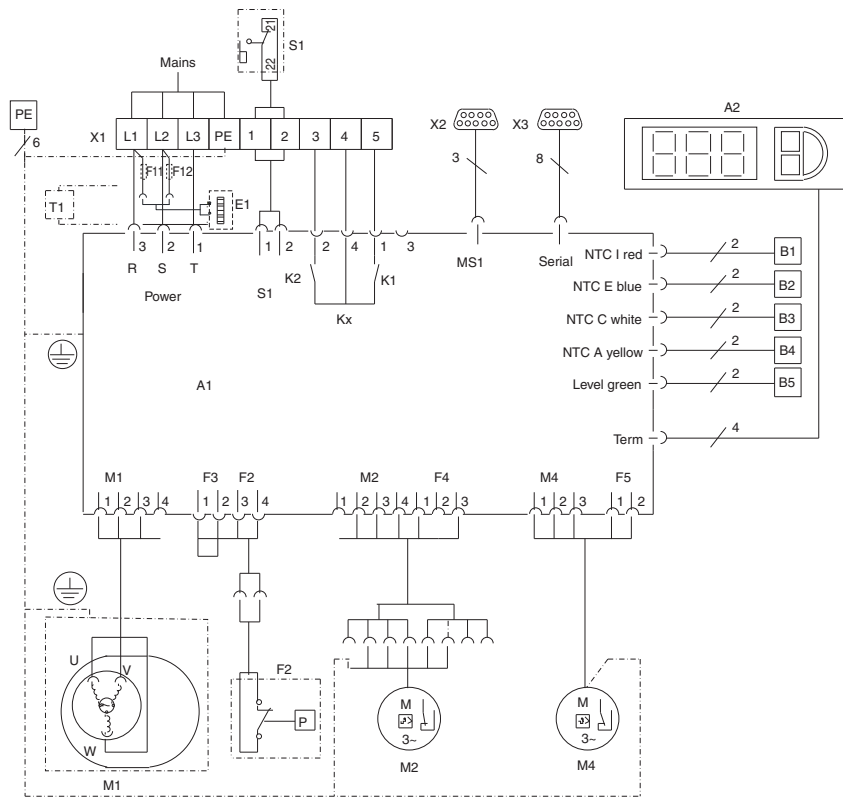 21
22
S1
Mains
PE
6
X1
L1 L2 L3 PE 1 2 3 4 5
X2
X3
A2
3
8
F11 F12
T1
E1
3 2 1
1 2
2 4 1 3
R S T
Power
S1
K2
K1
Kx
MS1
Serial
NTC I red 2 B1
NTC E blue 2 B2
NTC C white 2 B3
NTC A yellow 2 B4
Level green 2 B5
Term 4
A1
M1 F3 F2 M2 F4 M4 F5
1 2 3 4 1 2 3 4 1 2 3 4 1 2 3 1 2 3 1 2
U
V
W
M1
F2
P
M
3~
M2
M
3~
M4